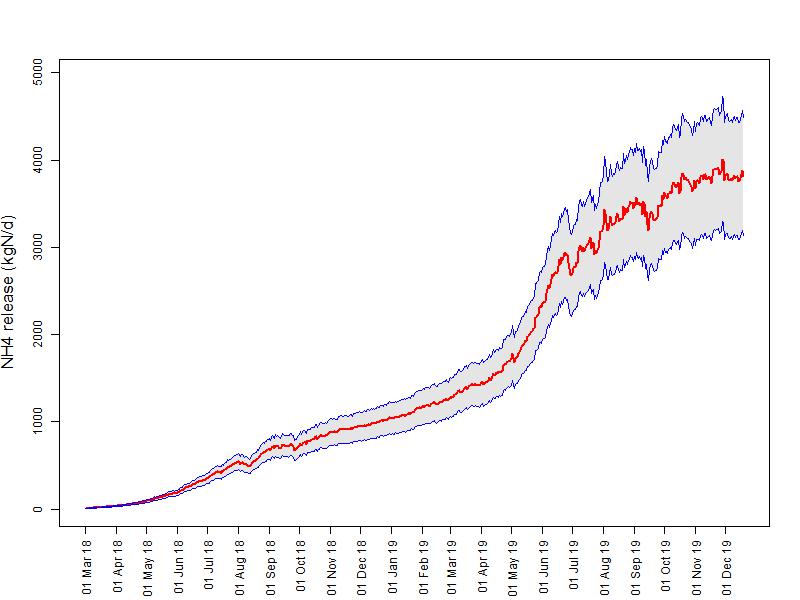 NH4 release (kgN/d)
5000
4000
3000
2000
1000
0
01 Mar 18
01 Apr 18
01 May 18
01 Jun 18
01 Jul 18
01 Aug 18
01 Sep 18
01 Oct 18
01 Nov 18
01 Dec 18
01 Jan 19
01 Feb 19
01 Mar 19
01 Apr 19
01 May 19
01 Jun 19
01 Jul 19
01 Aug 19
01 Sep 19
01 Oct 19
01 Nov 19
01 Dec 19